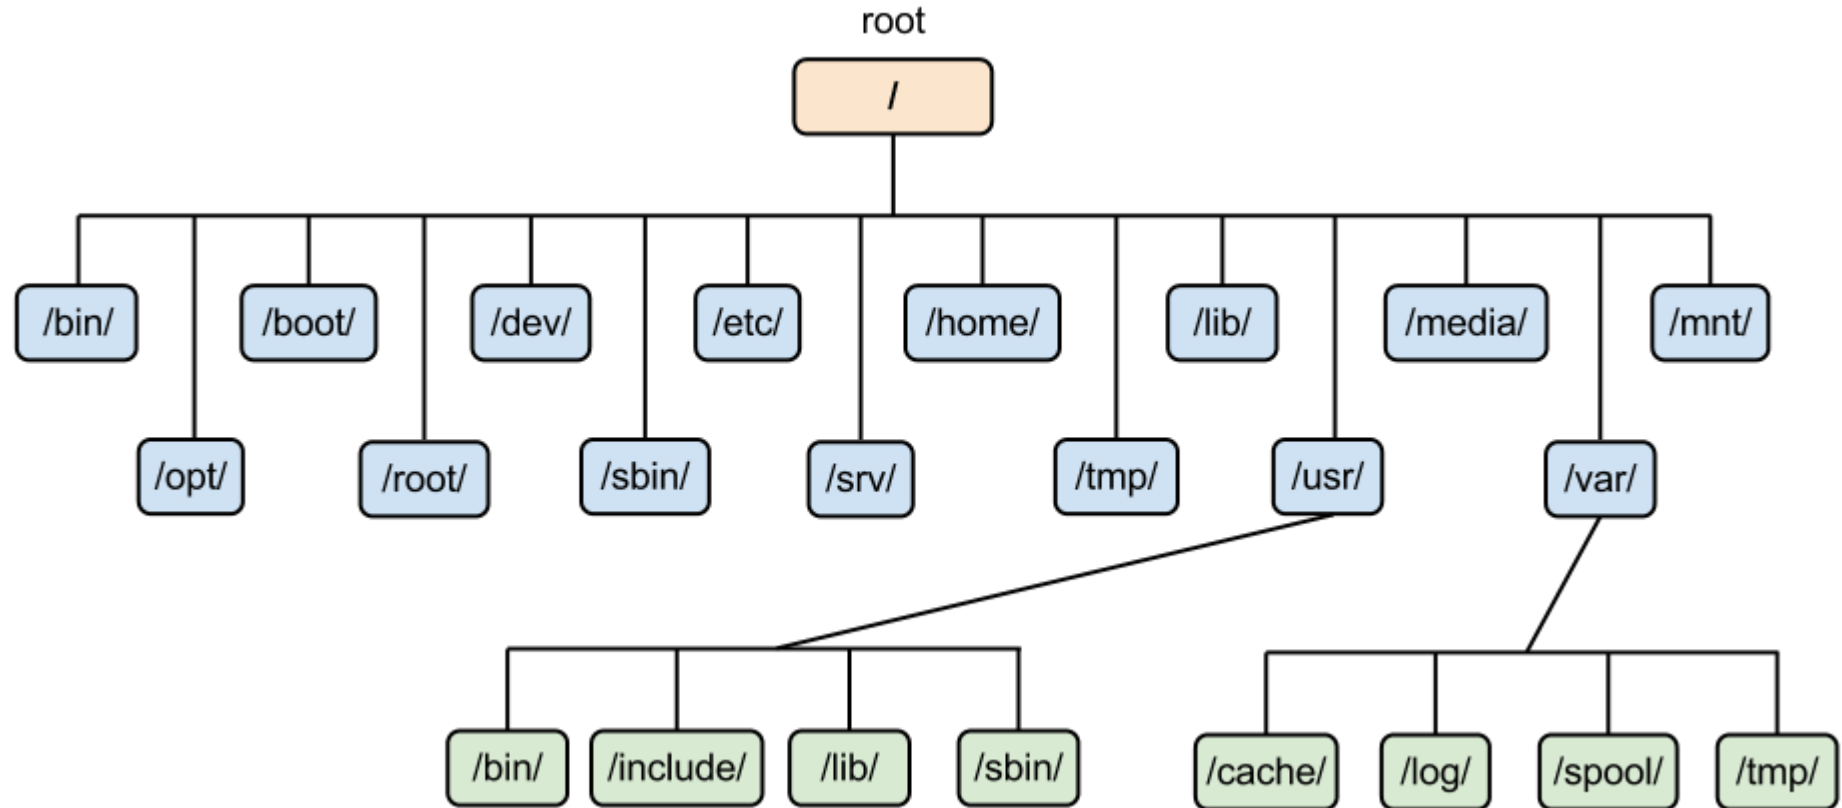 root
/
/bin/ /boot/ /dev/ /etc/ /home/ /lib/ /media/ /mnt/
/opt/ /root/ /sbin/ /srv/ /tmp/ /usr/ /var/
/bin/ /include/ /lib/ /sbin/ /cache/ /log/ /spool/ /tmp/